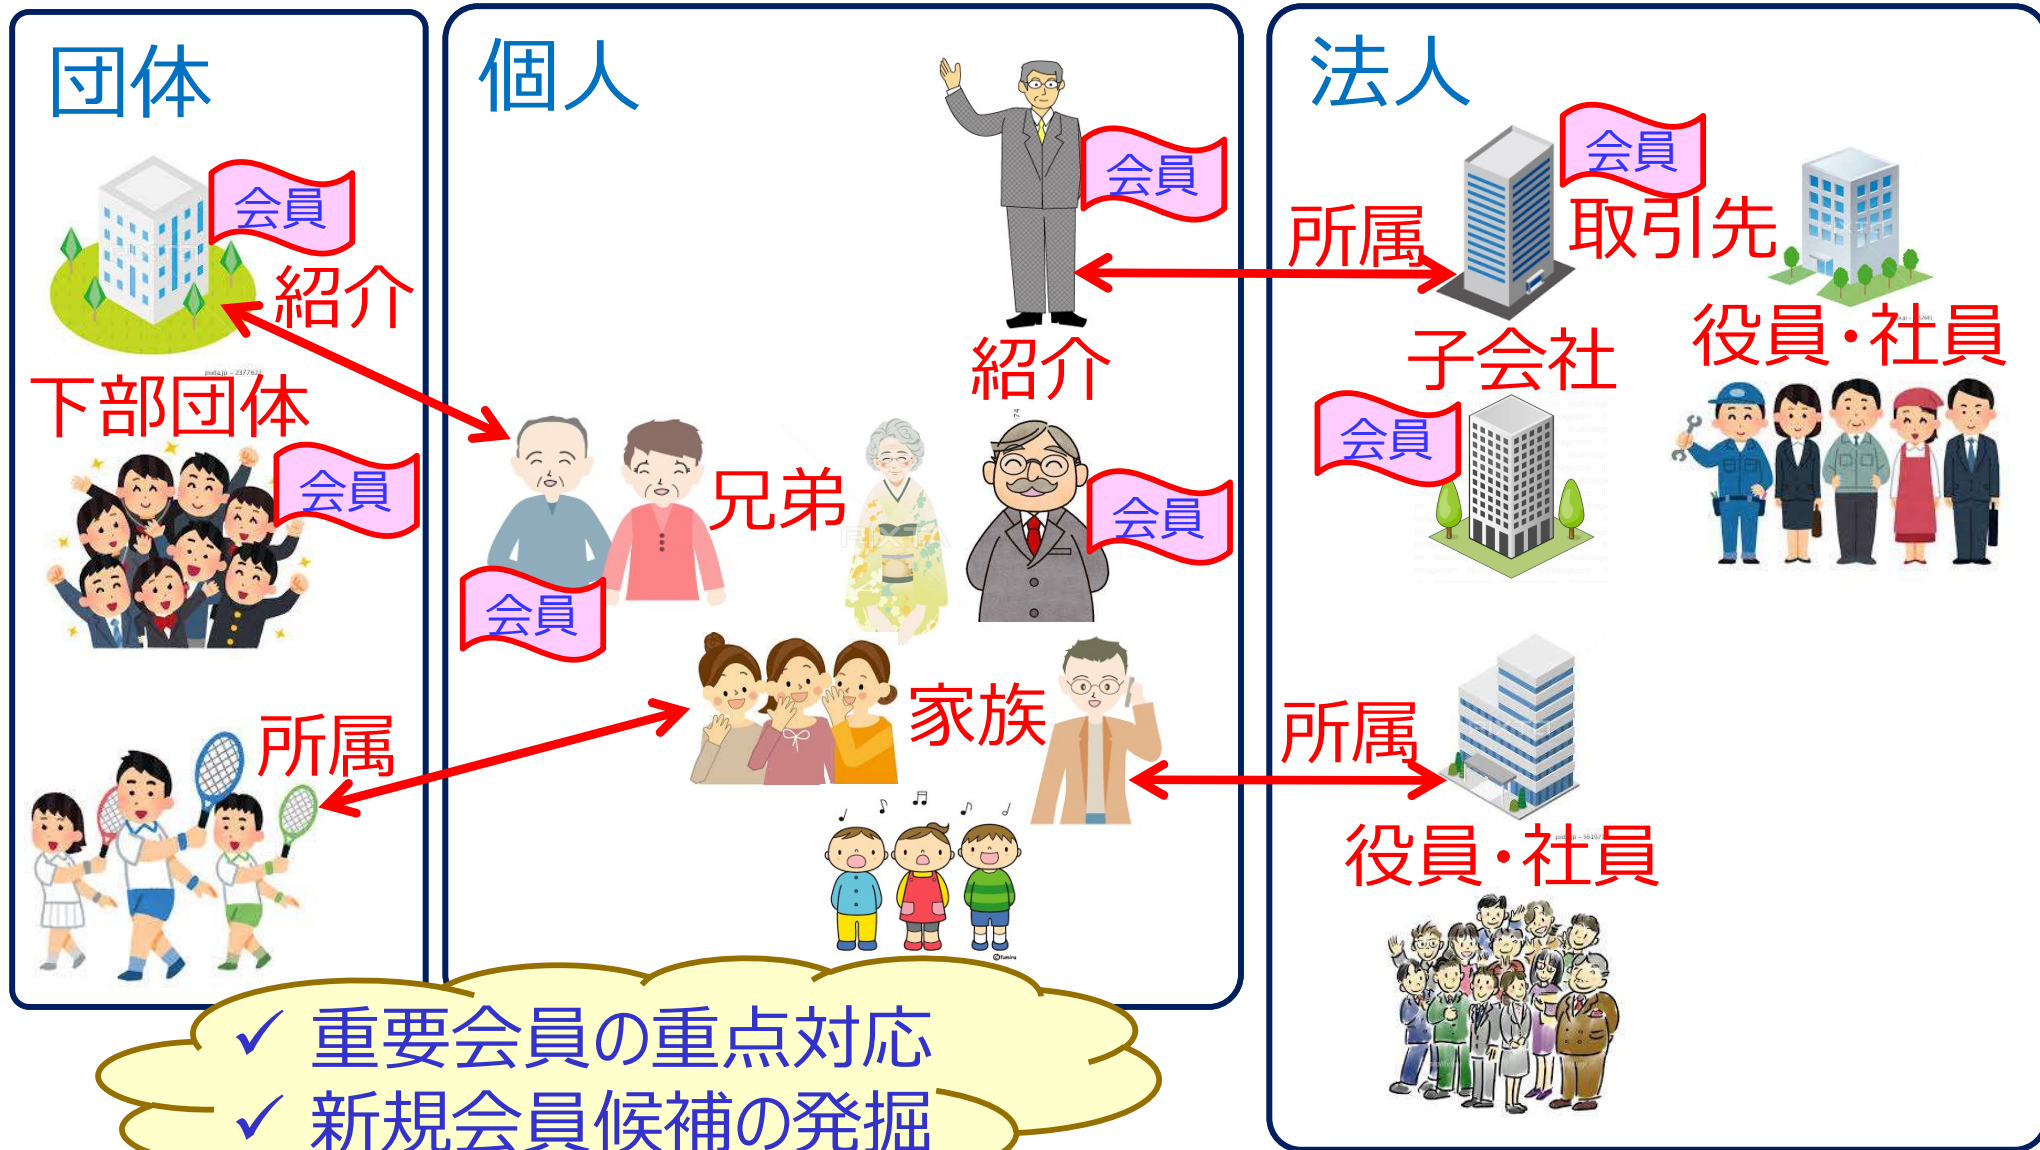 団体
会員
紹介
下部団体
会員
所属
個人
会員
紹介
兄弟
会員
会員
家族
法人
会員
所属
取引先
役員・社員
子会社
会員
所属
役員・社員
✓ 重要会員の重点対応
✓ 新規会員候補の発掘